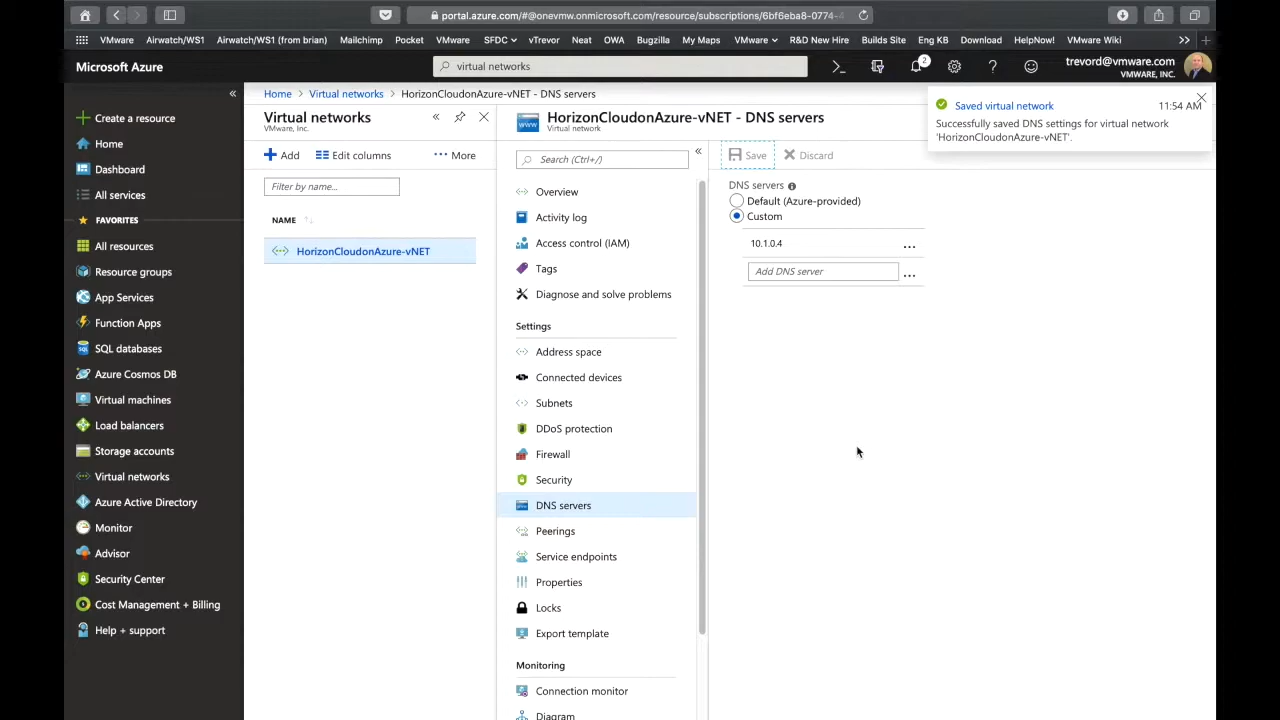 portal.azure.com/#@onevmw.onmicrosoft.com/resource/subscriptions/6bf6eba8-0774-4
VMware Airwatch/WS1 Airwatch/WS1 (from brian) Mailchimp Pocket VMware SFDC vTrevor Neat OWA Bugzilla My Maps VMware R&D New Hire Builds Site Eng KB Download HelpNow! VMware Wiki
Microsoft Azure
virtual networks
2
trevord@vmware.com
VMWARE, INC.
Create a resource
Home
Dashboard
All services
FAVORITES
All resources
Resource groups
App Services
Function Apps
SQL databases
Azure Cosmos DB
Virtual machines
Load balancers
Storage accounts
Virtual networks
Azure Active Directory
Monitor
Advisor
Security Center
Cost Management + Billing
Help + support
Home > Virtual networks > HorizonCloudonAzure-vNET - DNS servers
Virtual networks
VMware, Inc.
Add Edit columns More
Filter by name...
NAME
HorizonCloudonAzure-vNET
HorizonCloudonAzure-vNET - DNS servers
Virtual network
Search (Ctrl+/)
Overview
Activity log
Access control (IAM)
Tags
Diagnose and solve problems
Settings
Address space
Connected devices
Subnets
DDoS protection
Firewall
Security
DNS servers
Peerings
Service endpoints
Properties
Locks
Export template
Monitoring
Connection monitor
Diagram
Save Discard
DNS servers
Default (Azure-provided)
Custom
10.1.0.4
Add DNS server
Saved virtual network 11:54 AM
Successfully saved DNS settings for virtual network
'HorizonCloudonAzure-vNET'.